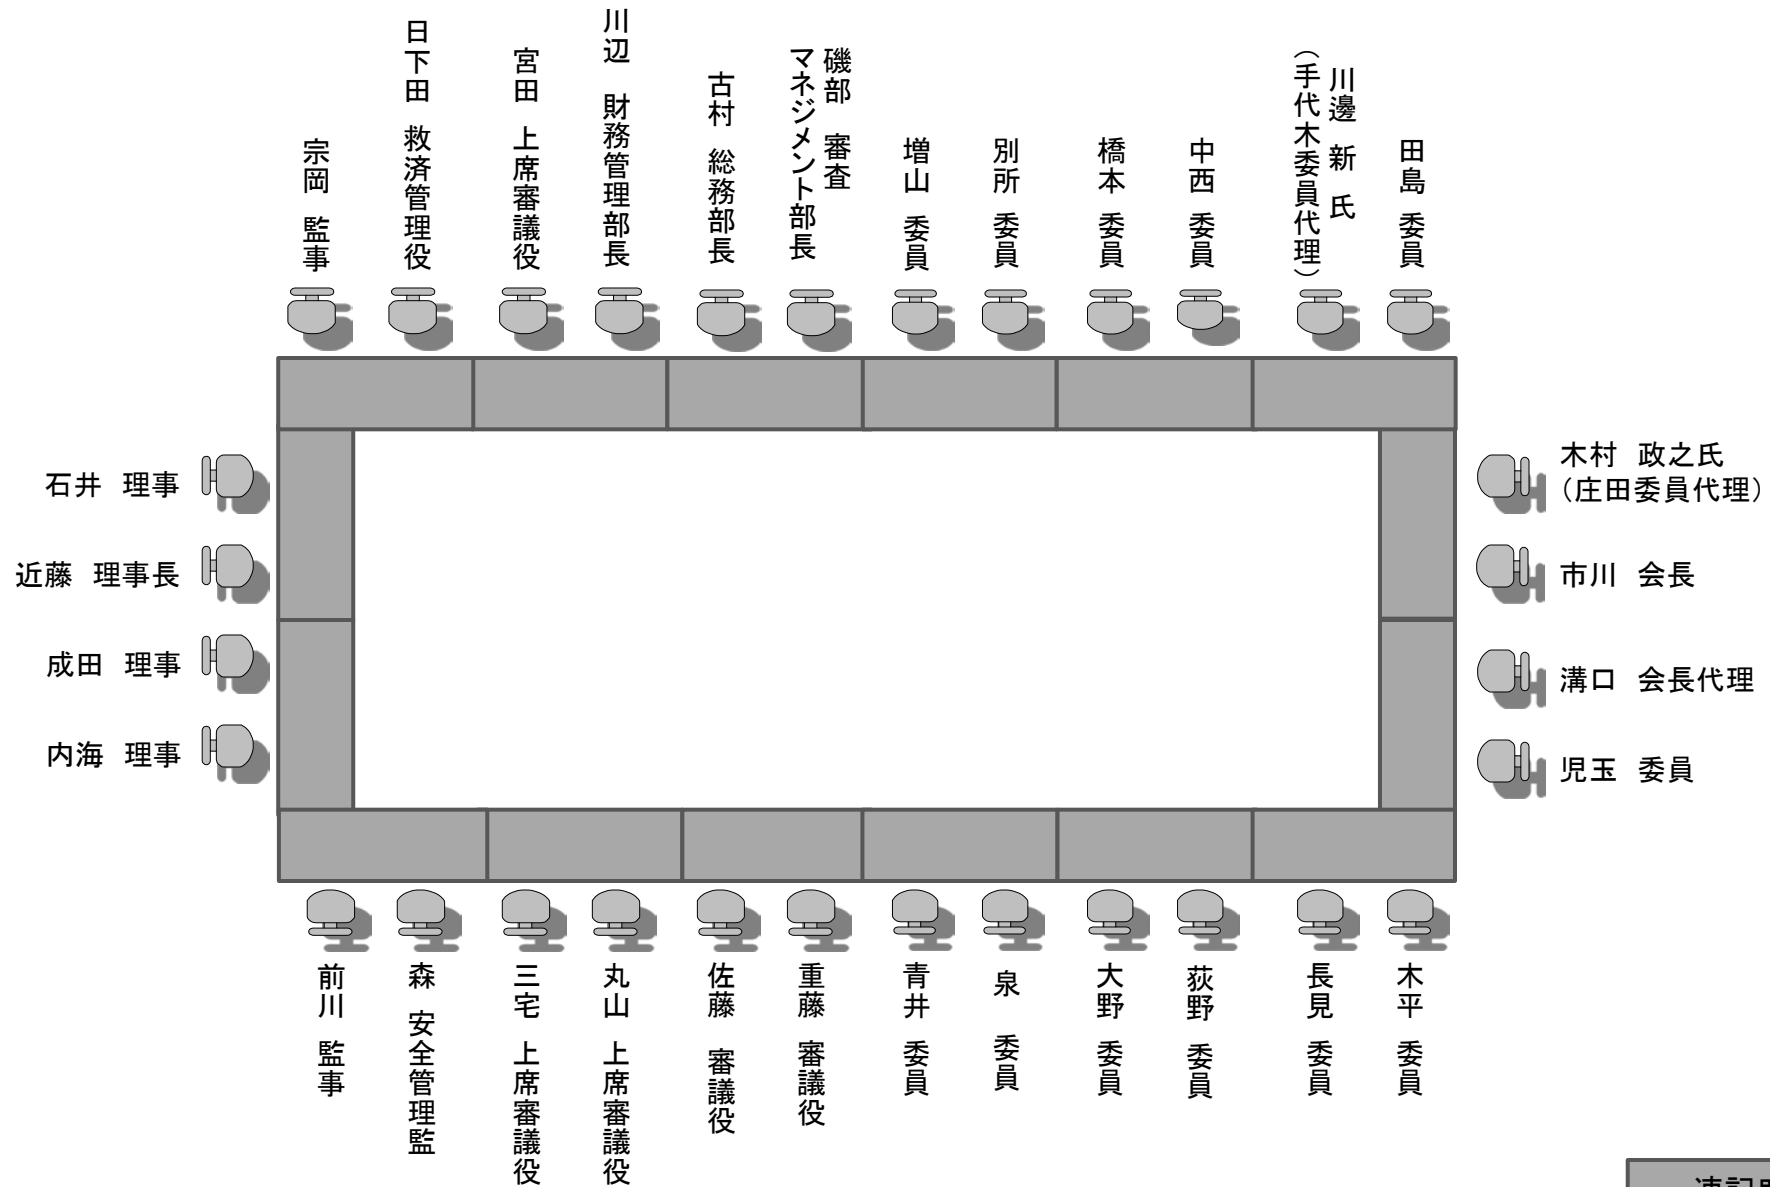 宗岡 監事
日下田 救済管理役
宮田 上席審議役
川辺 財務管理部長
古村 総務部長
磯部 審査
マネジメント部長
増山 委員
別所 委員
橋本 委員
中西 委員
川邊 新 氏
（手代木委員代理）
田島 委員
石井 理事
近藤 理事長
成田 理事
内海 理事
木村 政之氏
（庄田委員代理）
市川 会長
溝口 会長代理
児玉 委員
前川 監事
森 安全管理監
三宅 上席審議役
丸山 上席審議役
佐藤 審議役
重藤 審議役
青井 委員
泉 委員
大野 委員
荻野 委員
長見 委員
木平 委員